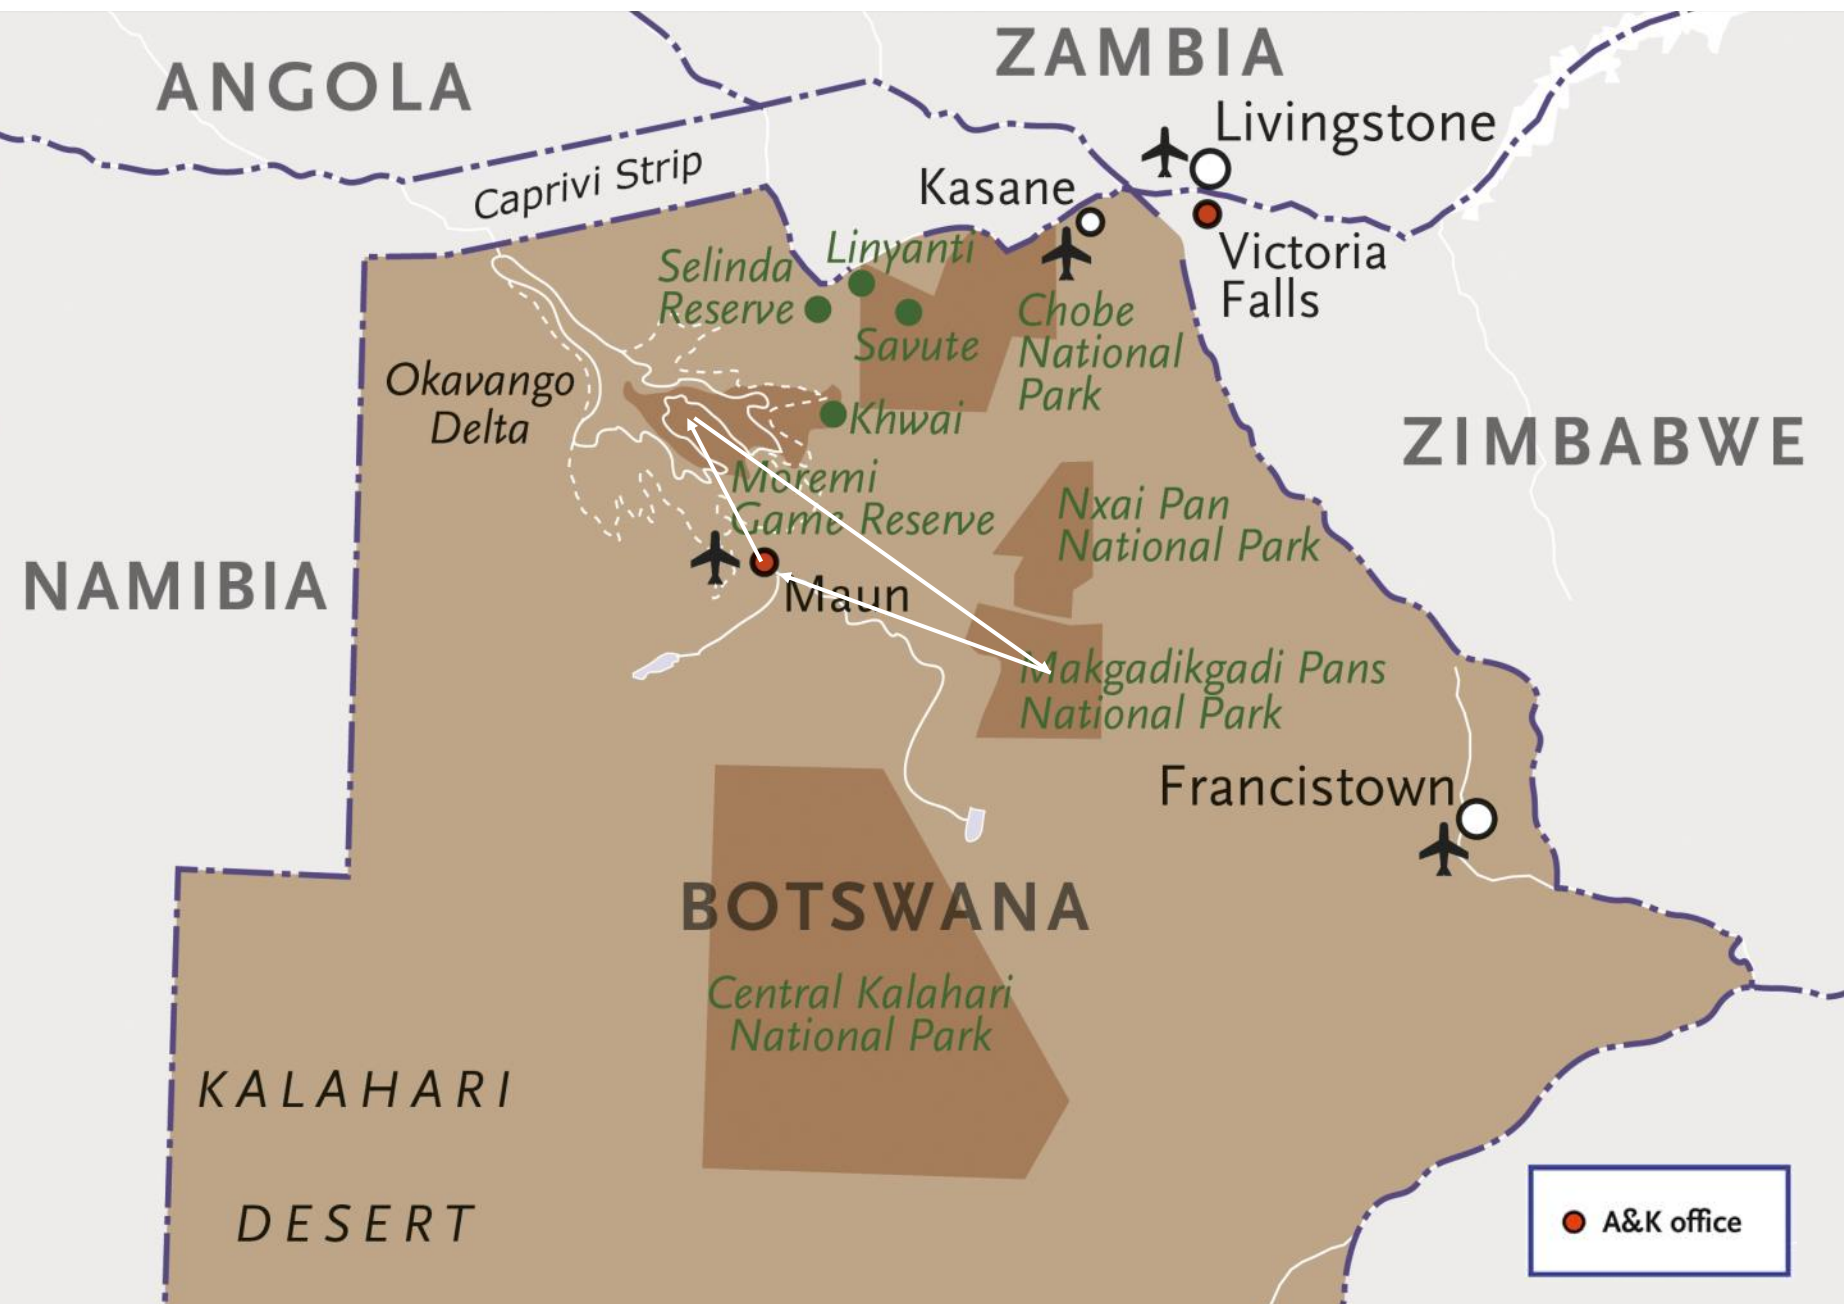 ANGOLA
ZAMBIA
Livingstone
Caprivi Strip
Kasane
Victoria
Falls
Linyanti
Selinda
Reserve
Savute
Chobe
National
Park
Okavango
Delta
Khwai
ZIMBABWE
Moremi
Game Reserve
Nxai Pan
National Park
NAMIBIA
Maun
Makgadikgadi Pans
National Park
Francistown
BOTSWANA
Central Kalahari
National Park
KALAHARI
DESERT
A&K office